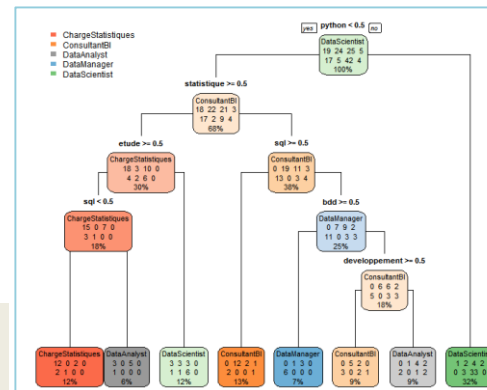 yes python < 0.5 no
ChargeStatistiques
ConsultantBI
DataAnalyst
DataManager
DataScientist
DataScientist
19 24 25 5
17 5 42 4
100%
statistique >= 0.5
ConsultantBI
18 22 21 3
17 2 9 4
68%
etude >= 0.5
sql >= 0.5
ChargeStatistiques
18 3 10 0
4 2 6 0
30%
ConsultantBI
0 19 11 3
13 0 3 4
38%
sql < 0.5
bdd >= 0.5
ChargeStatistiques
15 0 7 0
3 1 0 0
18%
DataManager
0 7 9 2
11 0 3 3
25%
developpement >= 0.5
ConsultantBI
0 6 6 2
5 0 3 3
18%
ChargeStatistiques
12 0 2 0
2 1 0 0
12%
DataAnalyst
3 0 5 0
1 0 0 0
6%
DataScientist
3 3 3 0
1 1 6 0
12%
ConsultantBI
0 12 2 1
2 0 0 1
13%
DataManager
0 1 3 0
6 0 0 0
7%
ConsultantBI
0 5 2 0
3 0 2 1
9%
DataAnalyst
0 1 4 2
2 0 1 2
9%
DataScientist
1 2 4 2
0 3 33 0
32%